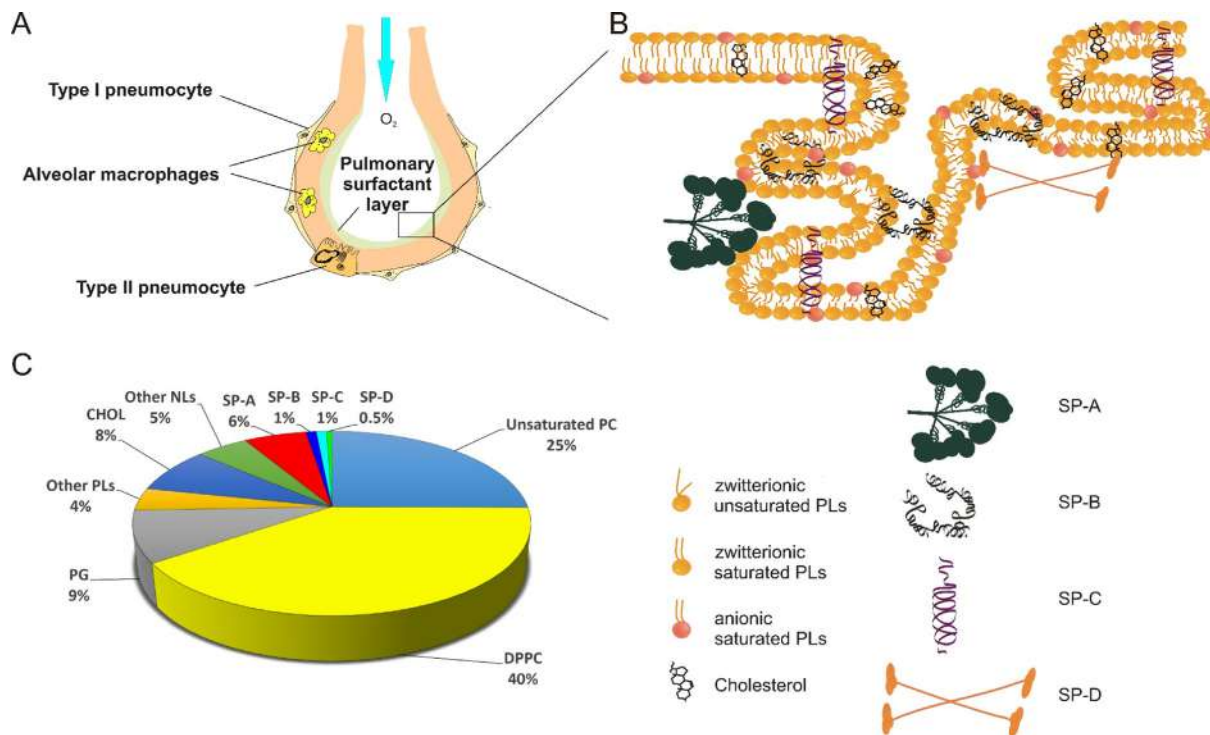 A
Type I pneumocyte
Alveolar macrophages
Type II pneumocyte
O2
Pulmonary
surfactant
layer
B
C
Other NLs
5%
SP-A
6%
SP-B
1%
SP-C
1%
SP-D
0.5%
CHOL
8%
Other PLs
4%
PG
9%
Unsaturated PC
25%
DPPC
40%
zwitterionic
unsaturated PLs
zwitterionic
saturated PLs
anionic
saturated PLs
Cholesterol
SP-A
SP-B
SP-C
SP-D